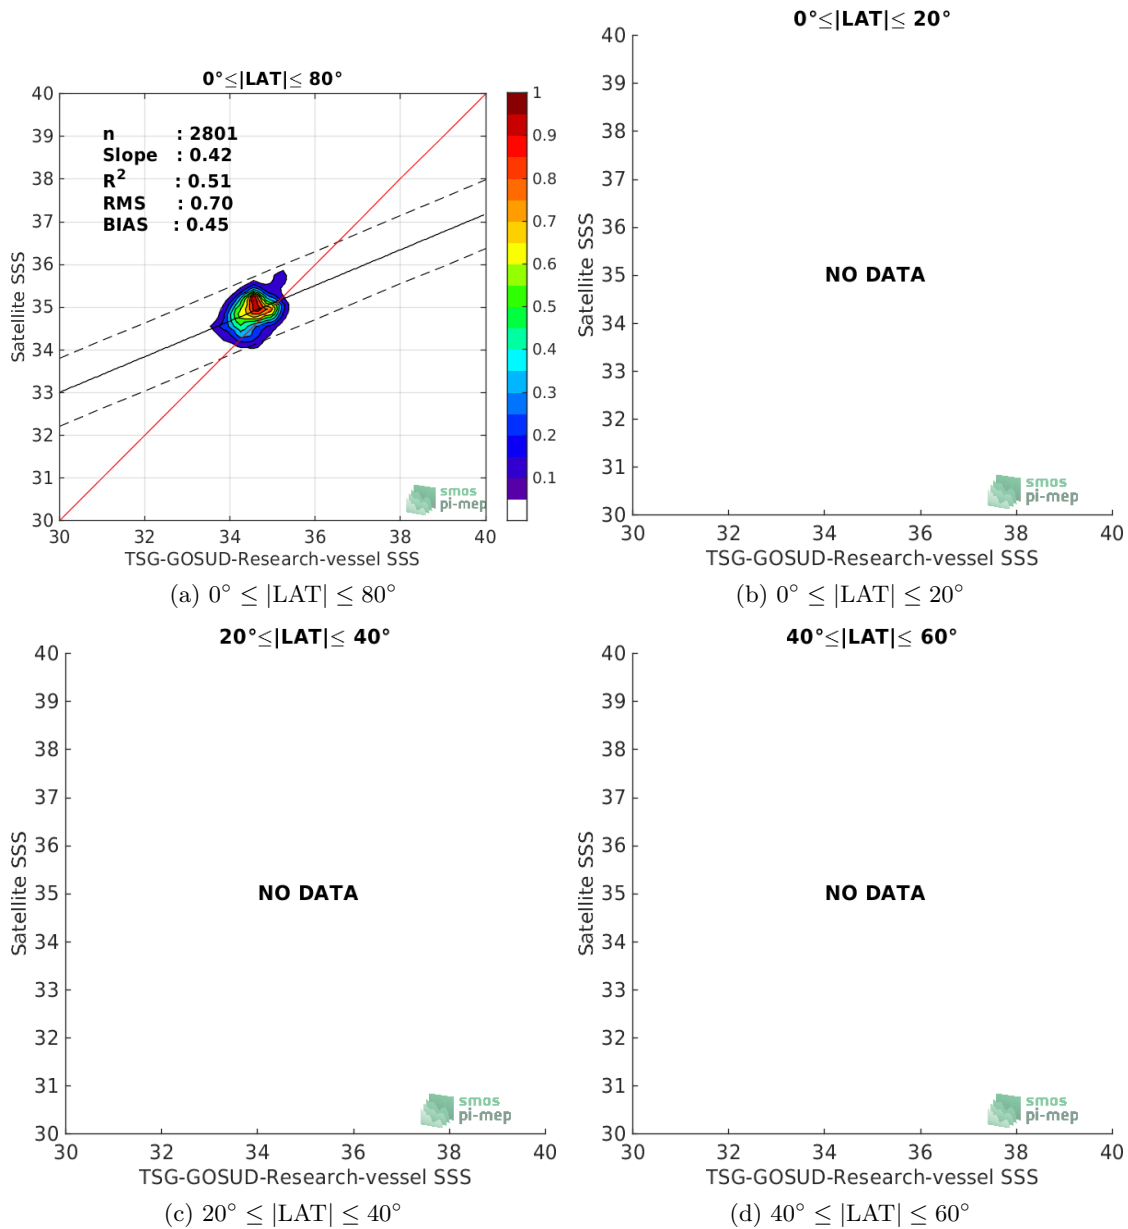 0°≤|LAT|≤ 80°
n : 2801
Slope : 0.42
R² : 0.51
RMS : 0.70
BIAS : 0.45
40
39
38
37
36
35
34
33
32
31
30
Satellite SSS
30 32 34 36 38 40
TSG-GOSUD-Research-vessel SSS
1
0.9
0.8
0.7
0.6
0.5
0.4
0.3
0.2
0.1
smos
pi-mep
(a) 0° ≤ |LAT| ≤ 80°
0°≤|LAT|≤ 20°
40
39
38
37
36
35
34
33
32
31
30
Satellite SSS
NO DATA
smos
pi-mep
30 32 34 36 38 40
TSG-GOSUD-Research-vessel SSS
(b) 0° ≤ |LAT| ≤ 20°
20°≤|LAT|≤ 40°
40
39
38
37
36
35
34
33
32
31
30
Satellite SSS
NO DATA
smos
pi-mep
30 32 34 36 38 40
TSG-GOSUD-Research-vessel SSS
(c) 20° ≤ |LAT| ≤ 40°
40°≤|LAT|≤ 60°
40
39
38
37
36
35
34
33
32
31
30
Satellite SSS
NO DATA
smos
pi-mep
30 32 34 36 38 40
TSG-GOSUD-Research-vessel SSS
(d) 40° ≤ |LAT| ≤ 60°